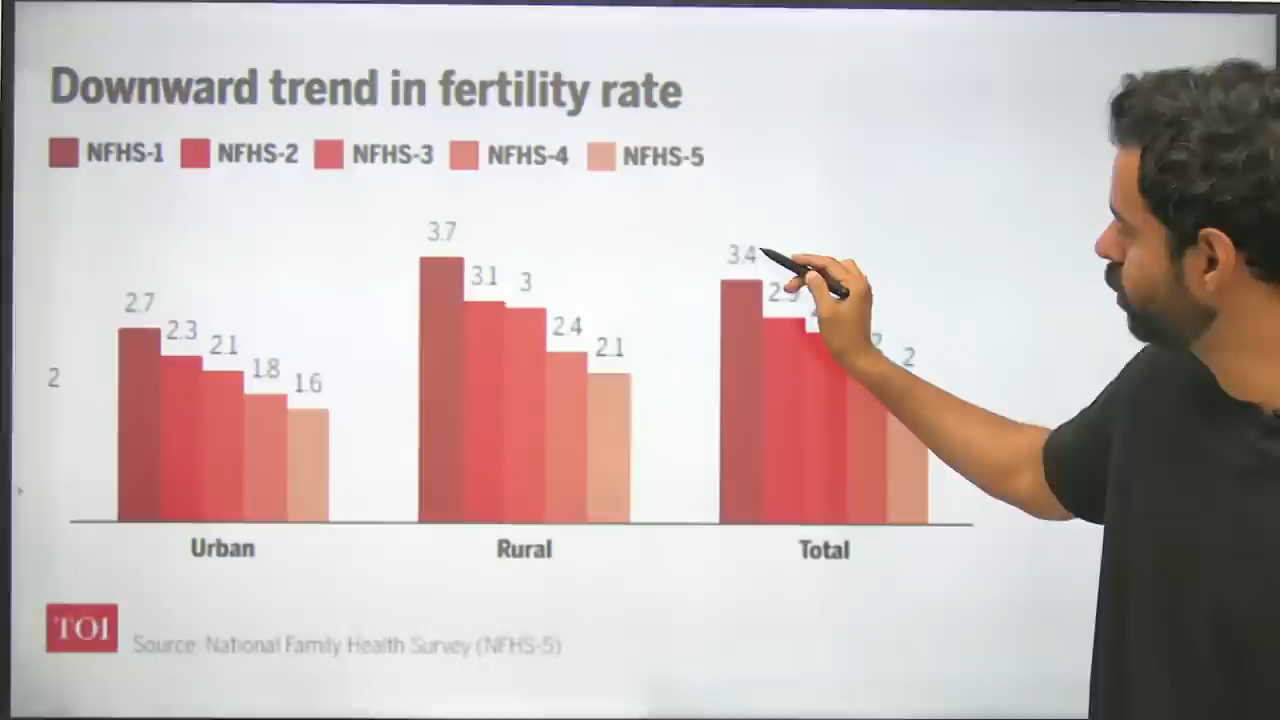 Downward trend in fertility rate
NFHS-1 NFHS-2 NFHS-3 NFHS-4 NFHS-5
3.7
3.4
3.1 3
2.9
2.7
2.3
2.4
2.1
2.1
2
1.8
1.6
2
Urban Rural Total
TOI
Source: National Family Health Survey (NFHS-5)